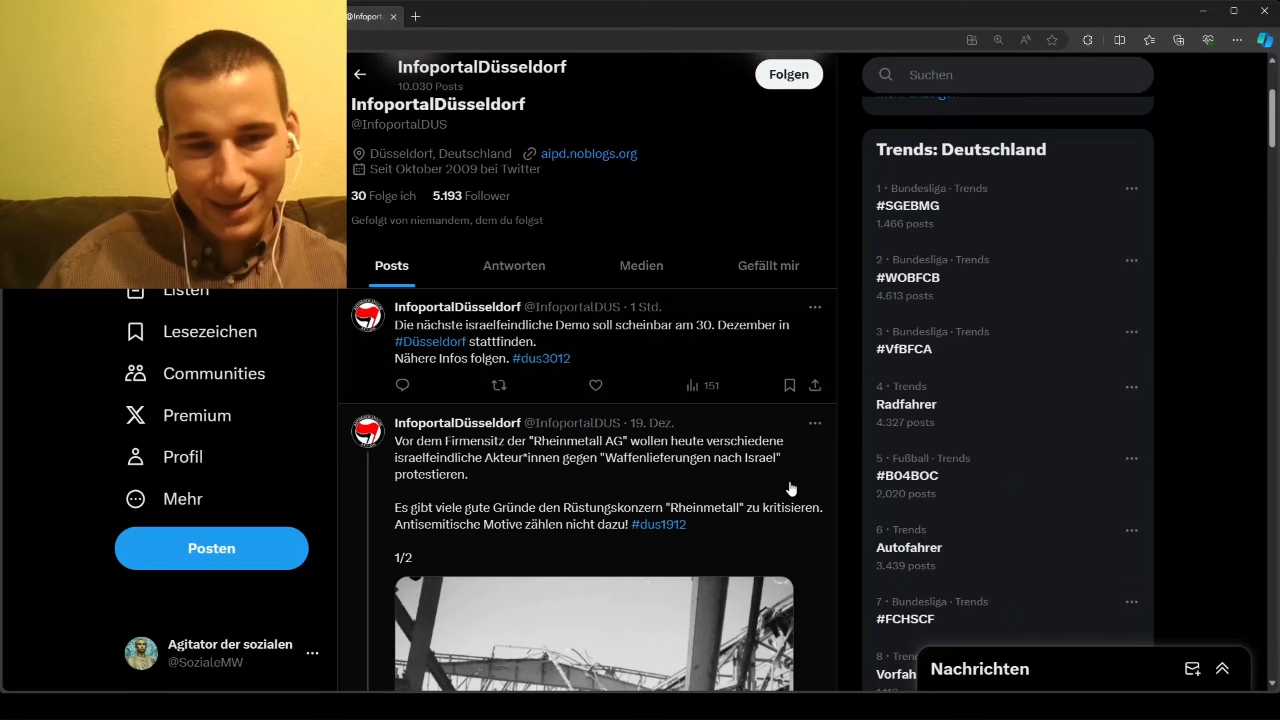 @Infoport
InfoportalDüsseldorf
10.030 Posts
Folgen
InfoportalDüsseldorf
@InfoportalDUS
Düsseldorf, Deutschland aipd.noblogs.org
Seit Oktober 2009 bei Twitter
30 Folge ich 5.193 Follower
Gefolgt von niemandem, dem du folgst
Posts Antworten Medien Gefällt mir
InfoportalDüsseldorf @InfoportalDUS · 1 Std.
Die nächste israelfeindliche Demo soll scheinbar am 30. Dezember in
#Düsseldorf stattfinden.
Nähere Infos folgen. #dus3012
151
InfoportalDüsseldorf @InfoportalDUS · 19. Dez.
Vor dem Firmensitz der "Rheinmetall AG" wollen heute verschiedene
israelfeindliche Akteur*innen gegen "Waffenlieferungen nach Israel"
protestieren.
Es gibt viele gute Gründe den Rüstungskonzern "Rheinmetall" zu kritisieren.
Antisemitische Motive zählen nicht dazu! #dus1912
1/2
Listen
Lesezeichen
Communities
Premium
Profil
Mehr
Posten
Agitator der sozialen
@SozialeMW
Suchen
Trends: Deutschland
1 · Bundesliga · Trends
#SGEBMG
1.466 posts
2 · Bundesliga · Trends
#WOBFCB
4.613 posts
3 · Bundesliga · Trends
#VfBFCA
4 · Trends
Radfahrer
4.327 posts
5 · Fußball · Trends
#B04BOC
2.020 posts
6 · Trends
Autofahrer
3.439 posts
7 · Bundesliga · Trends
#FCHSCF
8 · Tren
Vorfah
Nachrichten